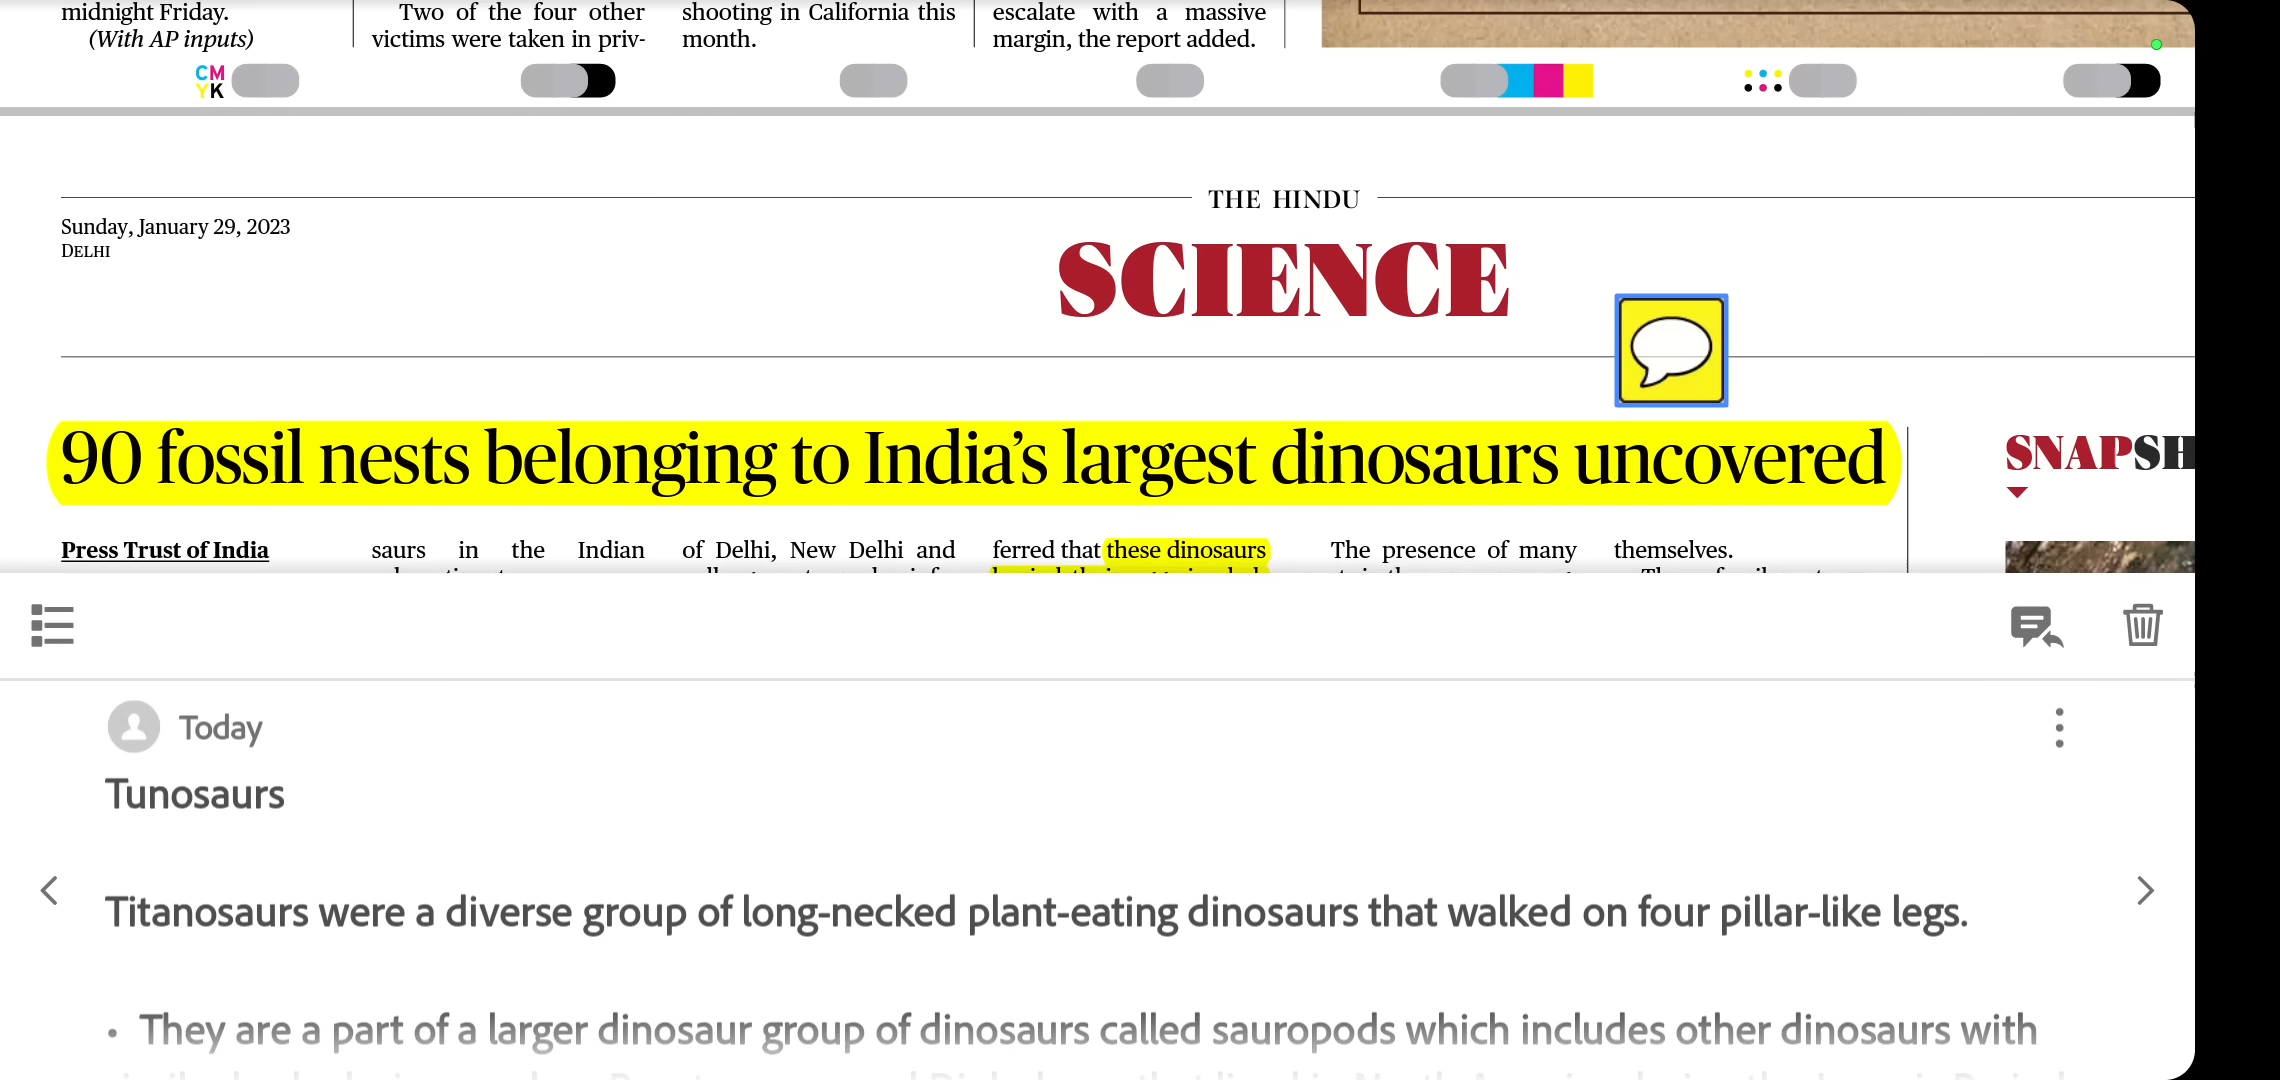 midnight Friday.
(With AP inputs)
Two of the four other
victims were taken in priv-
shooting in California this
month.
escalate with a massive
margin, the report added.
CM
YK
THE HINDU
Sunday, January 29, 2023
DELHI
SCIENCE
90 fossil nests belonging to India’s largest dinosaurs uncovered
SNAPSH
Press Trust of India
saurs in the Indian
of Delhi, New Delhi and
ferred that these dinosaurs
The presence of many
themselves.
Today
Tunosaurs
Titanosaurs were a diverse group of long-necked plant-eating dinosaurs that walked on four pillar-like legs.
• They are a part of a larger dinosaur group of dinosaurs called sauropods which includes other dinosaurs with